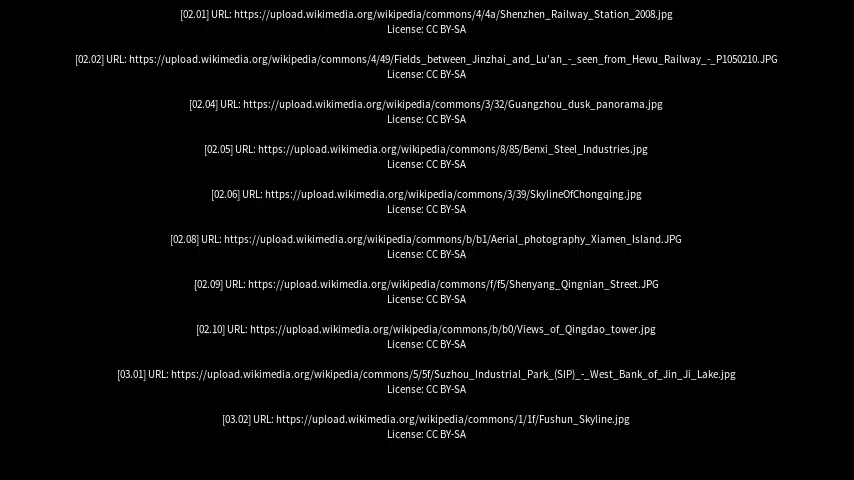 [02.01] URL: https://upload.wikimedia.org/wikipedia/commons/4/4a/Shenzhen_Railway_Station_2008.jpg
License: CC BY-SA
[02.02] URL: https://upload.wikimedia.org/wikipedia/commons/4/49/Fields_between_Jinzhai_and_Lu'an_-_seen_from_Hewu_Railway_-_P1050210.JPG
License: CC BY-SA
[02.04] URL: https://upload.wikimedia.org/wikipedia/commons/3/32/Guangzhou_dusk_panorama.jpg
License: CC BY-SA
[02.05] URL: https://upload.wikimedia.org/wikipedia/commons/8/85/Benxi_Steel_Industries.jpg
License: CC BY-SA
[02.06] URL: https://upload.wikimedia.org/wikipedia/commons/3/39/SkylineOfChongqing.jpg
License: CC BY-SA
[02.08] URL: https://upload.wikimedia.org/wikipedia/commons/b/b1/Aerial_photography_Xiamen_Island.JPG
License: CC BY-SA
[02.09] URL: https://upload.wikimedia.org/wikipedia/commons/f/f5/Shenyang_Qingnian_Street.JPG
License: CC BY-SA
[02.10] URL: https://upload.wikimedia.org/wikipedia/commons/b/b0/Views_of_Qingdao_tower.jpg
License: CC BY-SA
[03.01] URL: https://upload.wikimedia.org/wikipedia/commons/5/5f/Suzhou_Industrial_Park_(SIP)_-_West_Bank_of_Jin_Ji_Lake.jpg
License: CC BY-SA
[03.02] URL: https://upload.wikimedia.org/wikipedia/commons/1/1f/Fushun_Skyline.jpg
License: CC BY-SA